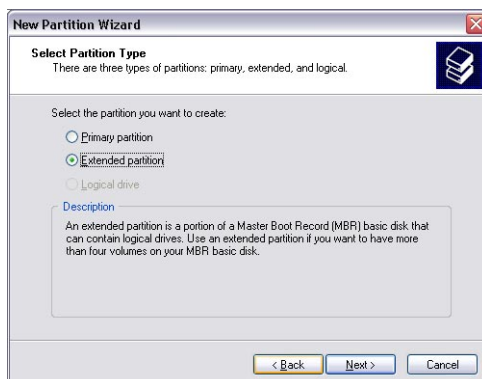 New Partition Wizard
Select Partition Type
There are three types of partitions: primary, extended, and logical.
Select the partition you want to create:
Primary partition
Extended partition
Logical drive
Description
An extended partition is a portion of a Master Boot Record (MBR) basic disk that
can contain logical drives. Use an extended partition if you want to have more
than four volumes on your MBR basic disk.
< Back Next > Cancel